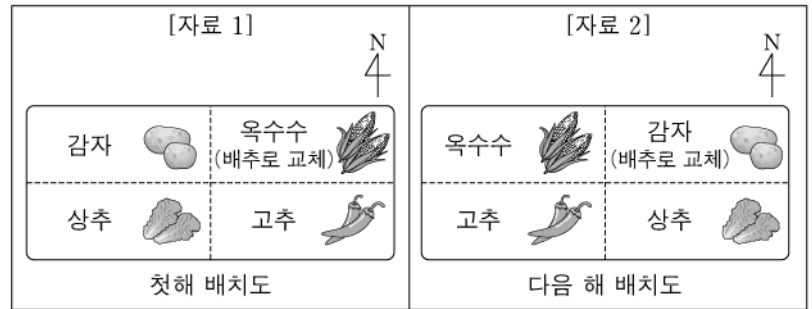 [자료 1]
N
감자
옥수수
(배추로 교체)
상추
고추
첫해 배치도
[자료 2]
N
옥수수
감자
(배추로 교체)
고추
상추
다음 해 배치도